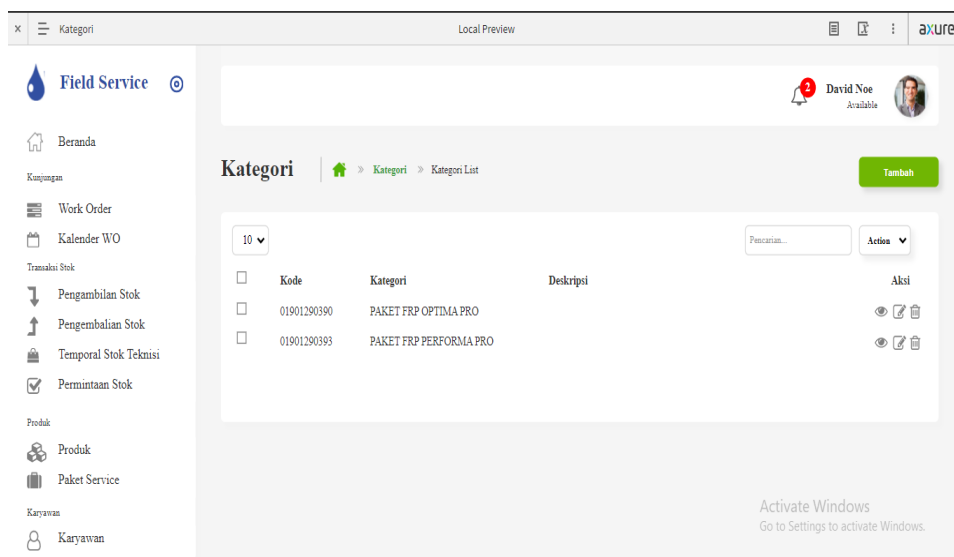 × Kategori Local Preview axure
Field Service
2 David Noe
Available
Beranda
Kategori » Kategori » Kategori List Tambah
Kunjungan
Work Order
Kalender WO
10 Pencarian... Action
Transaksi Stok
Kode Kategori Deskripsi Aksi
Pengambilan Stok
01901290390 PAKET FRP OPTIMA PRO
Pengembalian Stok
01901290393 PAKET FRP PERFORMA PRO
Temporal Stok Teknisi
Permintaan Stok
Produk
Produk
Paket Service
Karyawan
Karyawan
Activate Windows
Go to Settings to activate Windows.